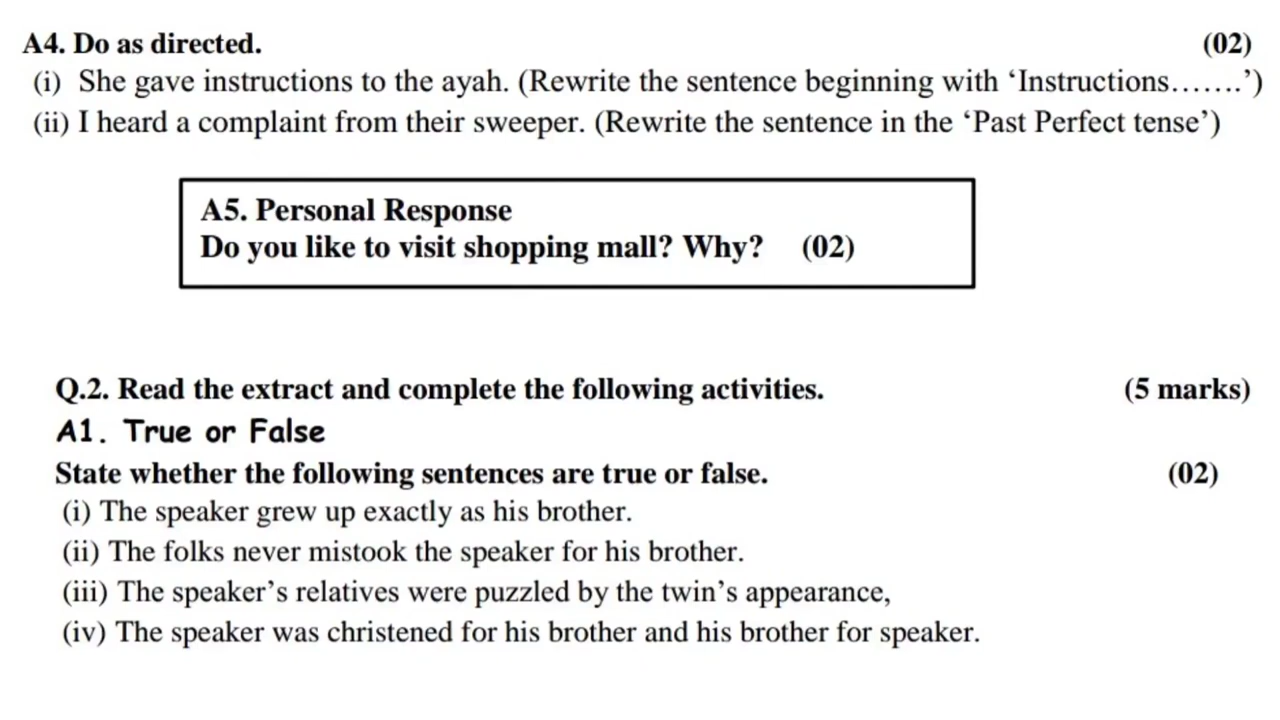 A4. Do as directed. (02)
(i) She gave instructions to the ayah. (Rewrite the sentence beginning with ‘Instructions.......’)
(ii) I heard a complaint from their sweeper. (Rewrite the sentence in the ‘Past Perfect tense’)
A5. Personal Response
Do you like to visit shopping mall? Why? (02)
Q.2. Read the extract and complete the following activities. (5 marks)
A1. True or False
State whether the following sentences are true or false. (02)
(i) The speaker grew up exactly as his brother.
(ii) The folks never mistook the speaker for his brother.
(iii) The speaker’s relatives were puzzled by the twin’s appearance,
(iv) The speaker was christened for his brother and his brother for speaker.